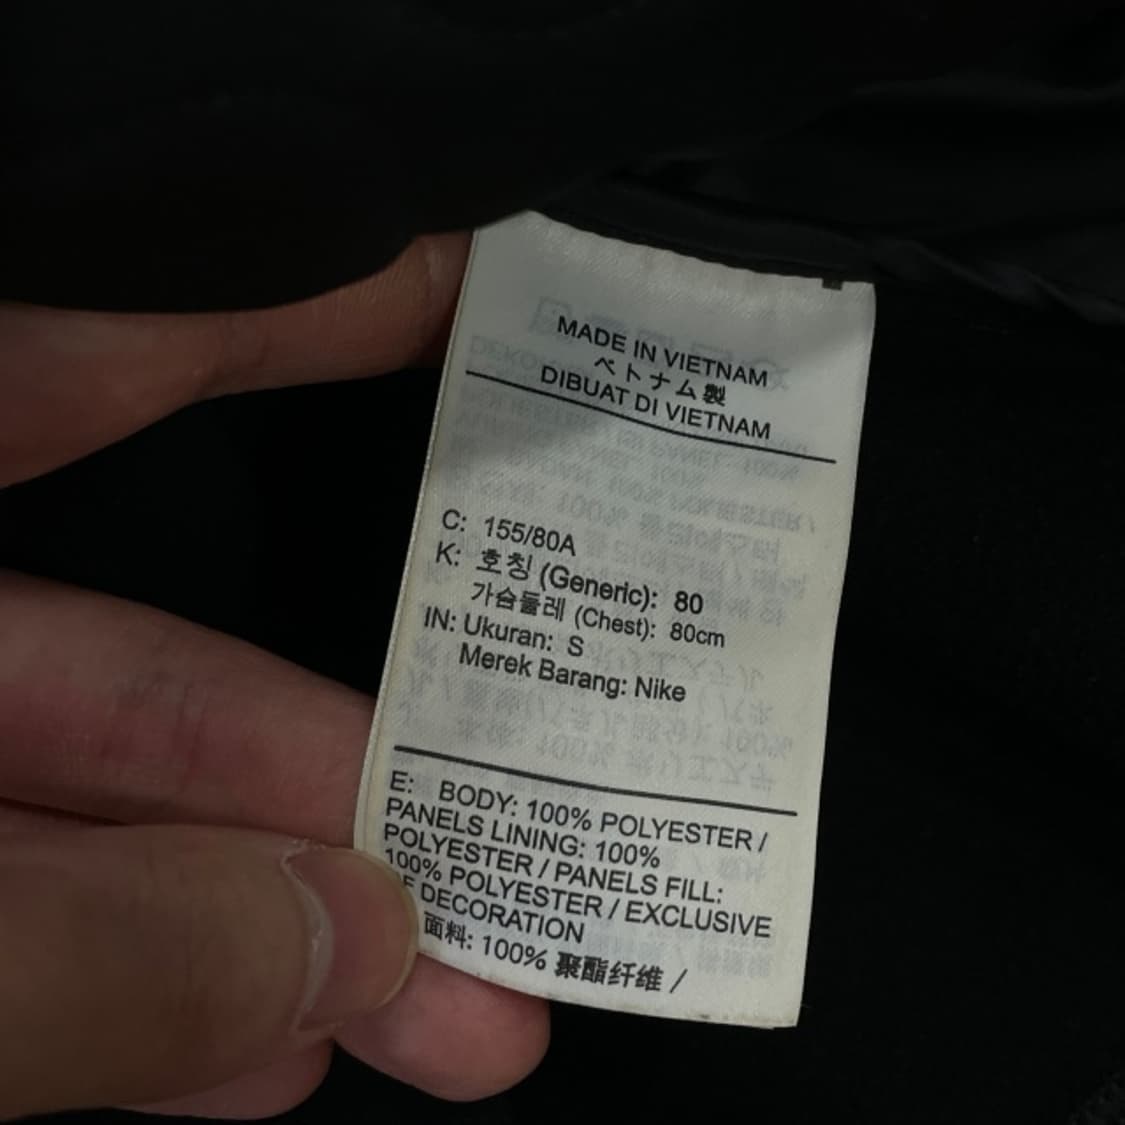 MADE IN VIETNAM
ベトナム製
DIBUAT DI VIETNAM
C: 155/80A
K: 호칭 (Generic): 80
가슴둘레 (Chest): 80cm
IN: Ukuran: S
Merek Barang: Nike
E: BODY: 100% POLYESTER /
PANELS LINING: 100%
POLYESTER / PANELS FILL:
100% POLYESTER / EXCLUSIVE
OF DECORATION
面料: 100% 聚酯纤维 /